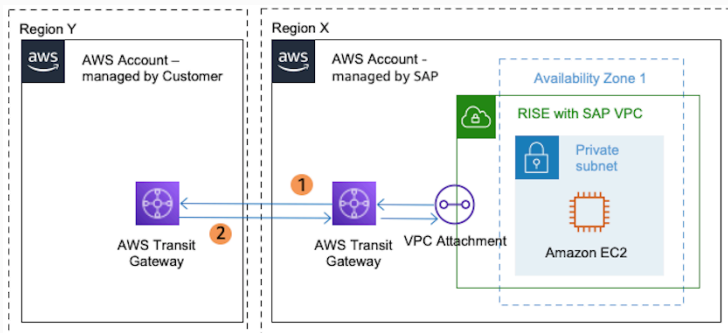 Region Y
aws
AWS Account –
managed by Customer
AWS Transit
Gateway
Region X
aws
AWS Account -
managed by SAP
1
2
AWS Transit
Gateway
VPC Attachment
Availability Zone 1
RISE with SAP VPC
Private
subnet
Amazon EC2